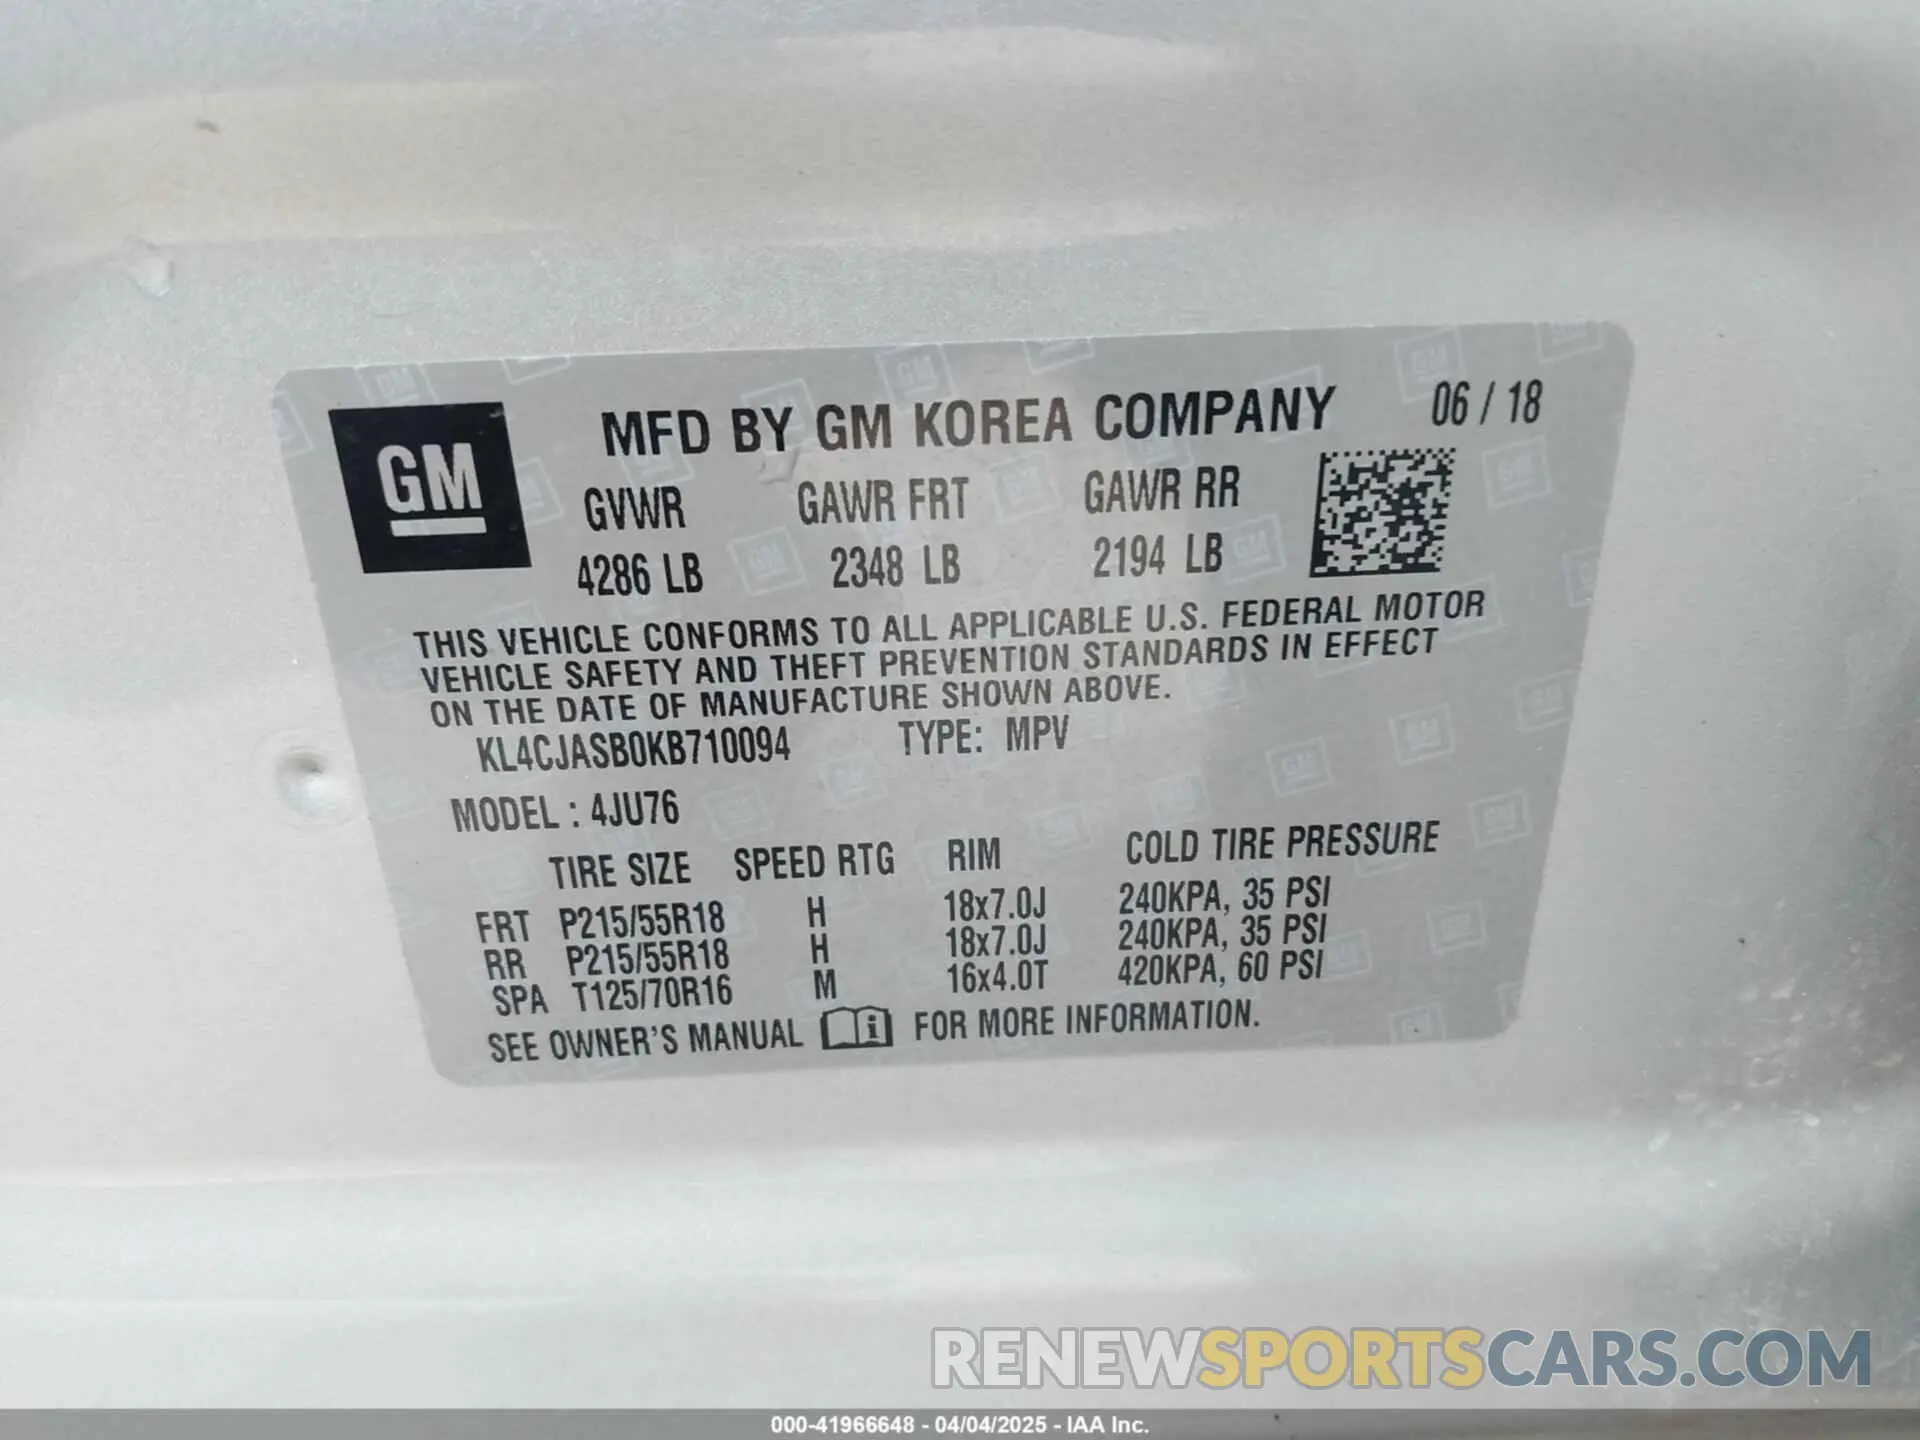 GM
MFD BY GM KOREA COMPANY 06 / 18
GVWR GAWR FRT GAWR RR
4286 LB 2348 LB 2194 LB
THIS VEHICLE CONFORMS TO ALL APPLICABLE U.S. FEDERAL MOTOR
VEHICLE SAFETY AND THEFT PREVENTION STANDARDS IN EFFECT
ON THE DATE OF MANUFACTURE SHOWN ABOVE.
KL4CJASB0KB710094 TYPE: MPV
MODEL : 4JU76
TIRE SIZE SPEED RTG RIM COLD TIRE PRESSURE
FRT P215/55R18 H 18x7.0J 240KPA, 35 PSI
RR P215/55R18 H 18x7.0J 240KPA, 35 PSI
SPA T125/70R16 M 16x4.0T 420KPA, 60 PSI
SEE OWNER'S MANUAL i FOR MORE INFORMATION.
RENEWSPORTSCARS.COM
000-41966648 - 04/04/2025 - IAA Inc.